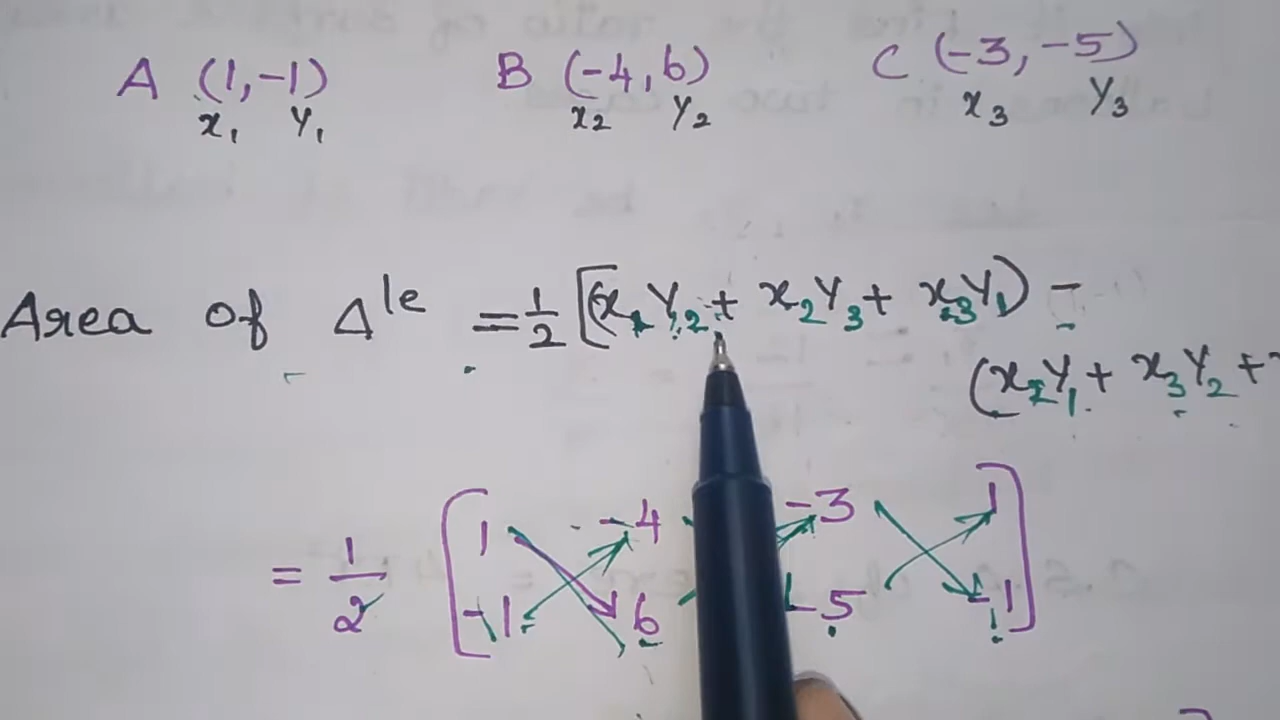 A (1, -1) B (-4, 6) C (-3, -5)
x₁ y₁ x₂ y₂ x₃ y₃
Area of Δle = 1/2 [(x₁y₂ + x₂y₃ + x₃y₁) -
(x₂y₁ + x₃y₂ +
= 1/2 [1 -4 -3 1
-1 6 -5 -1]